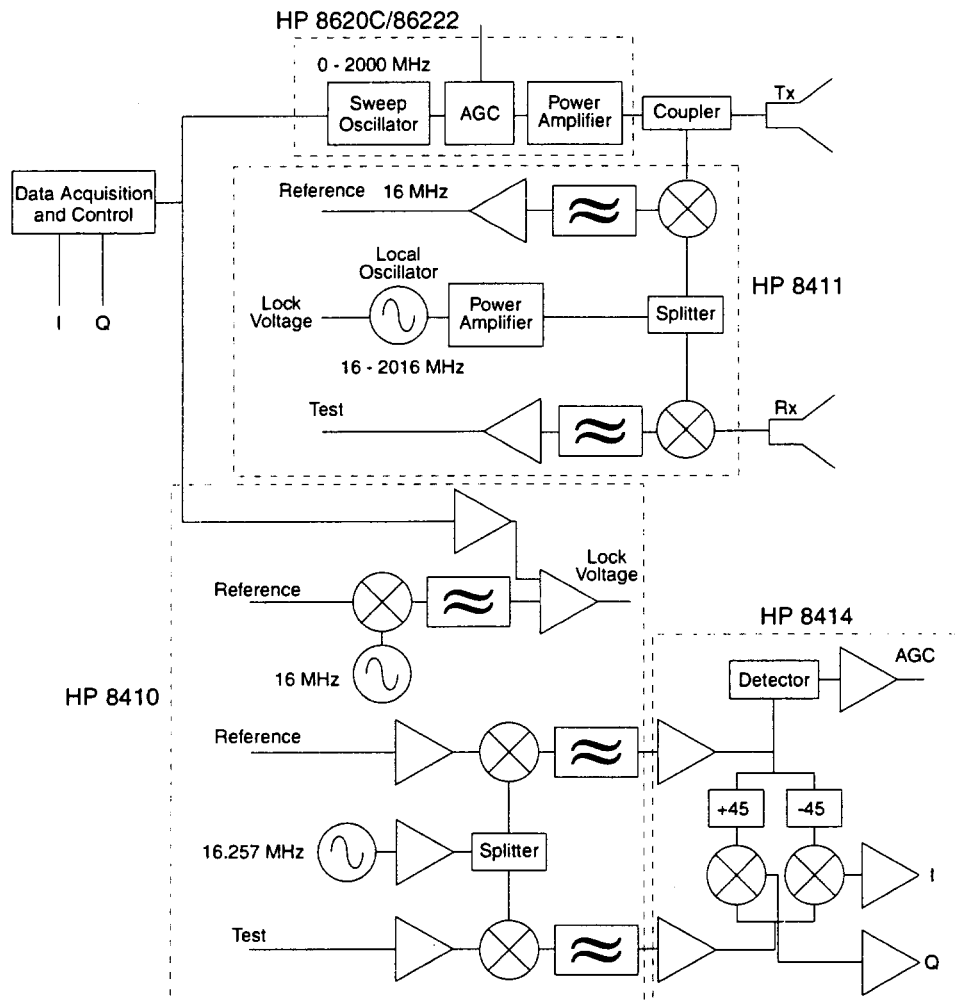 HP 8620C/86222
0 - 2000 MHz
Sweep
Oscillator
AGC
Power
Amplifier
Coupler
Tx
Data Acquisition
and Control
I
Q
Reference
16 MHz
Local
Oscillator
Lock
Voltage
Power
Amplifier
Splitter
HP 8411
16 - 2016 MHz
Test
Rx
Lock
Voltage
Reference
16 MHz
HP 8410
HP 8414
AGC
Detector
Reference
+45
-45
16.257 MHz
Splitter
I
Test
Q